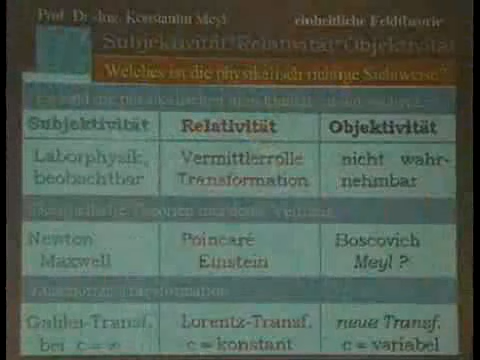 Prof. Dr.-Ing. Konstantin Meyl einheitliche Feldtheorie
Subjektivität Relativität Objektivität
Welches ist die physikalisch richtige Sichtweise?
Subjektivität Relativität Objektivität
Laborphysik, Vermittlerrolle nicht wahr-
beobachtbar Transformation nehmbar
Newton Poincaré Boscovich
Maxwell Einstein Meyl ?
Transformation
Galilei-Transf. Lorentz-Transf. neue Transf.
bei c = ∞ c = konstant c = variabel